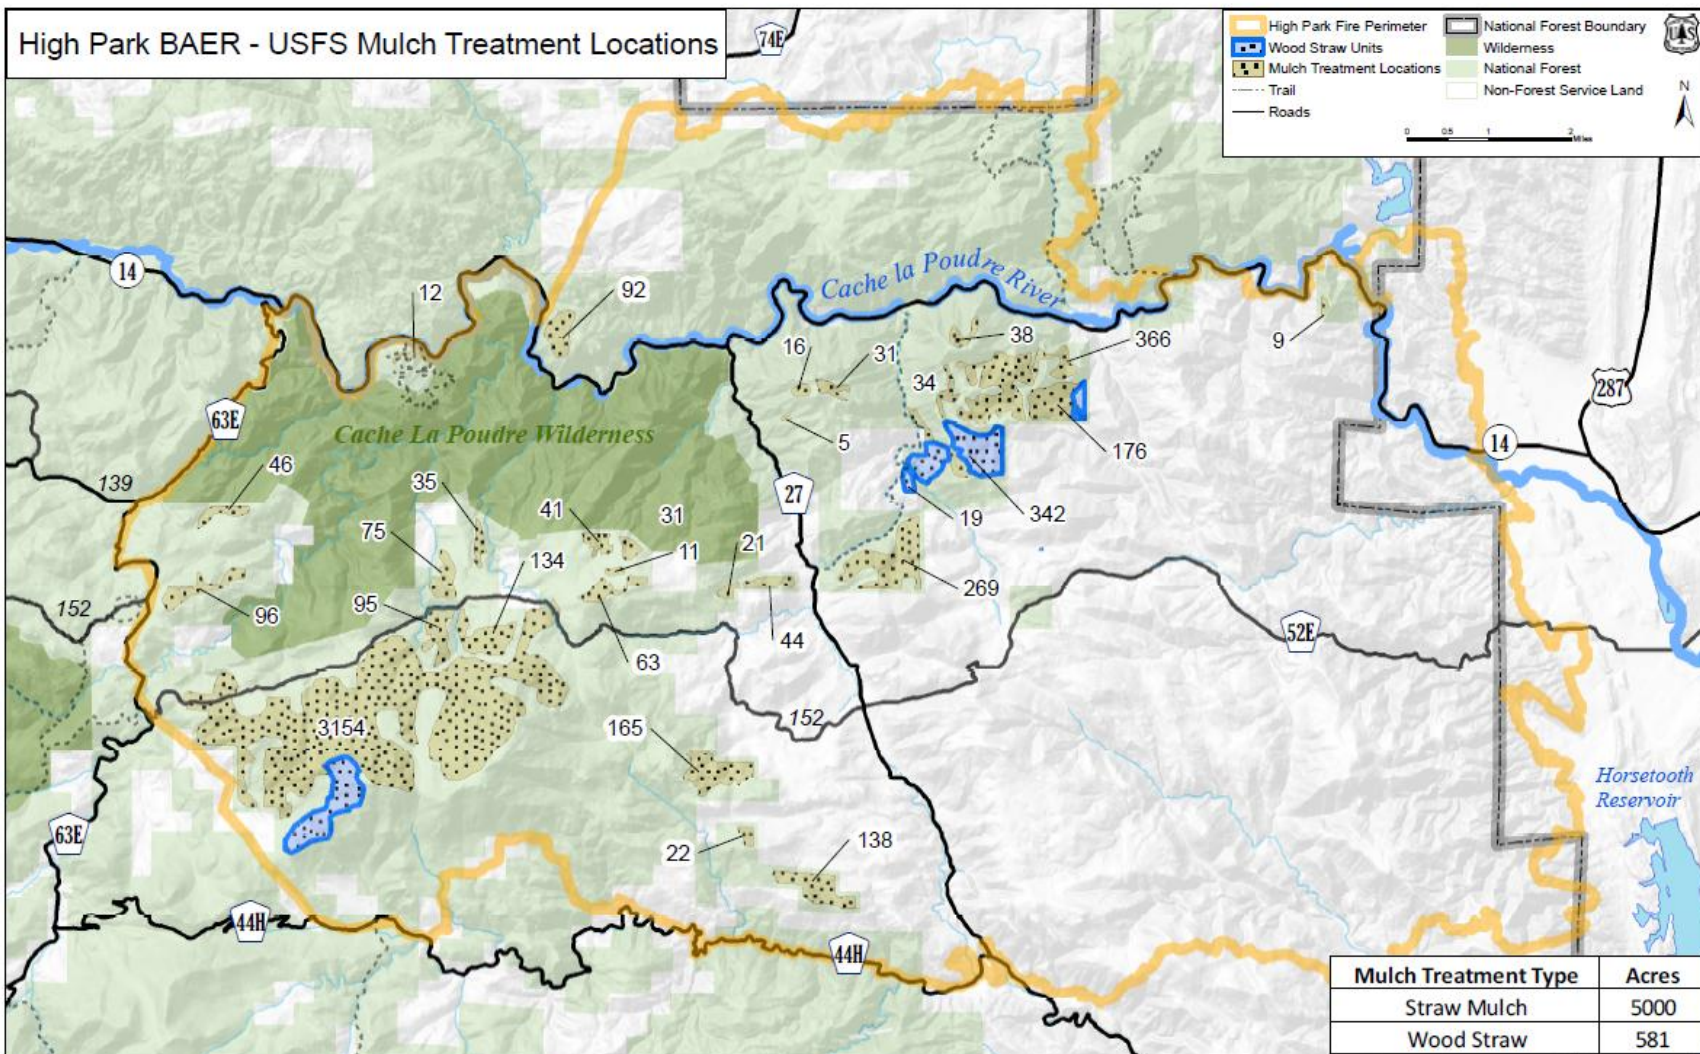 High Park BAER - USFS Mulch Treatment Locations
74E
High Park Fire Perimeter
Wood Straw Units
Mulch Treatment Locations
Trail
Roads
National Forest Boundary
Wilderness
National Forest
Non-Forest Service Land
U S
N
0 0.5 1 2
Miles
14
12
92
Cache la Poudre River
16
31
38
366
9
287
34
63E
Cache La Poudre Wilderness
5
176
14
46
139
35
27
41
31
19
342
75
134
11
21
269
152
96
95
63
44
52E
3154
165
152
Horsetooth
Reservoir
63E
22
138
44H
44H
Mulch Treatment Type Acres
Straw Mulch 5000
Wood Straw 581